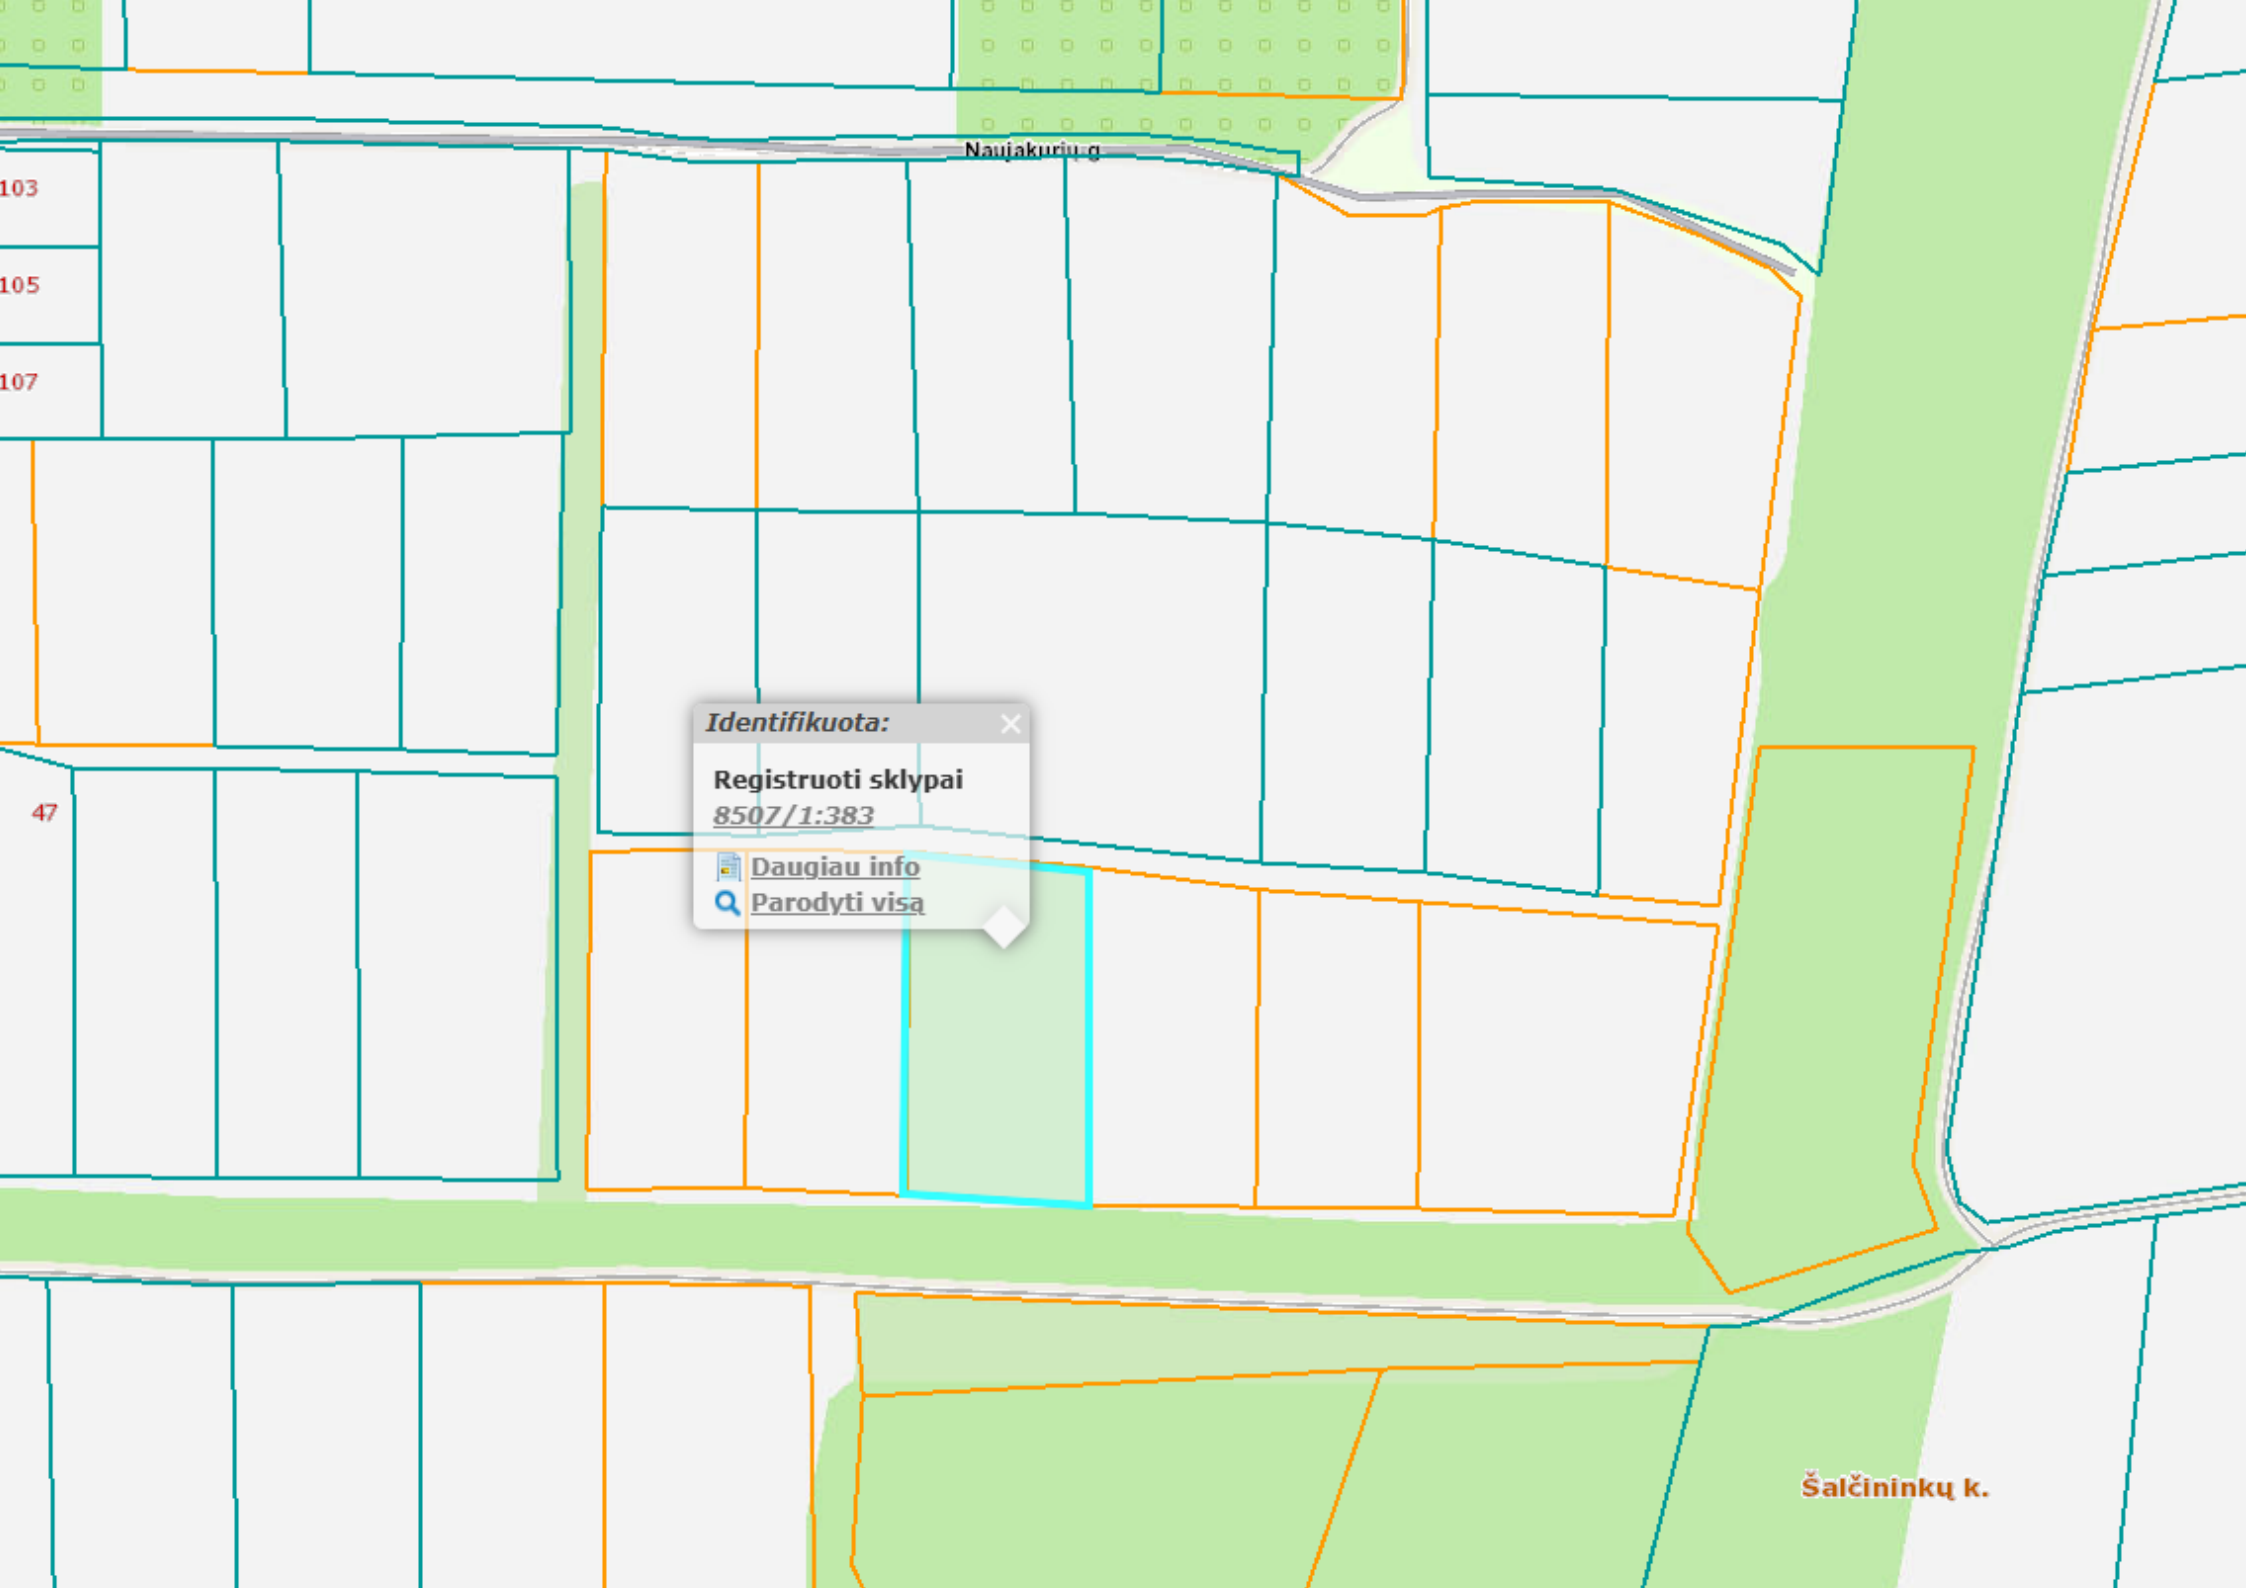 Naujakurių g
103
105
107
Identifikuota:
Registruoti sklypai
8507/1:383
Daugiau info
Parodyti visą
47
Šalčininkų k.